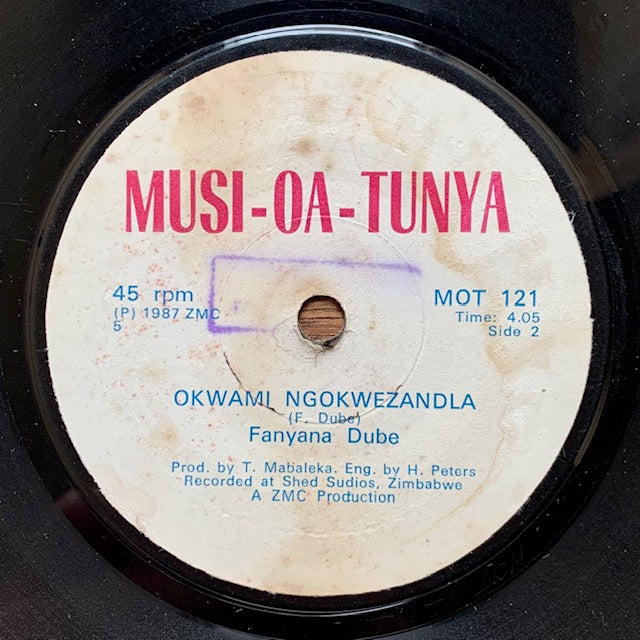 MUSI-OA-TUNYA
45 rpm
(P) 1987 ZMC
5
MOT 121
Time: 4.05
Side 2
OKWAMI NGOKWEZANDLA
(F. Dube)
Fanyana Dube
Prod. by T. Mabaleka. Eng. by H. Peters
Recorded at Shed Sudios, Zimbabwe
A ZMC Production